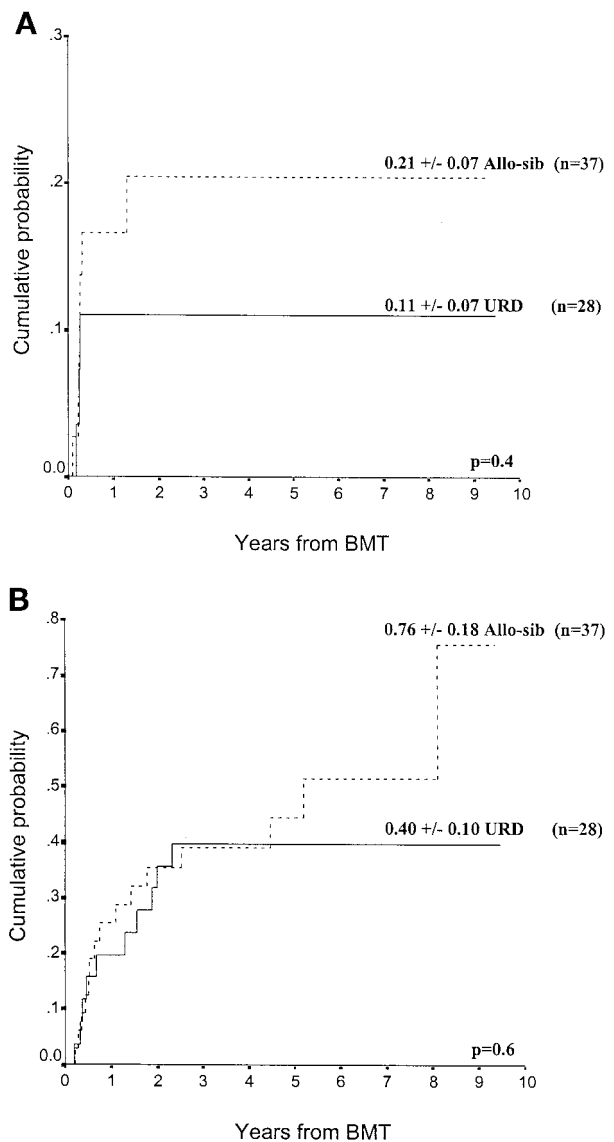 A
.3
0.21 +/- 0.07 Allo-sib (n=37)
.2
Cumulative probability
0.11 +/- 0.07 URD (n=28)
.1
0.0
p=0.4
0 1 2 3 4 5 6 7 8 9 10
Years from BMT
B
.8
0.76 +/- 0.18 Allo-sib (n=37)
.7
.6
.5
Cumulative probability
0.40 +/- 0.10 URD (n=28)
.4
.3
.2
.1
0.0
p=0.6
0 1 2 3 4 5 6 7 8 9 10
Years from BMT